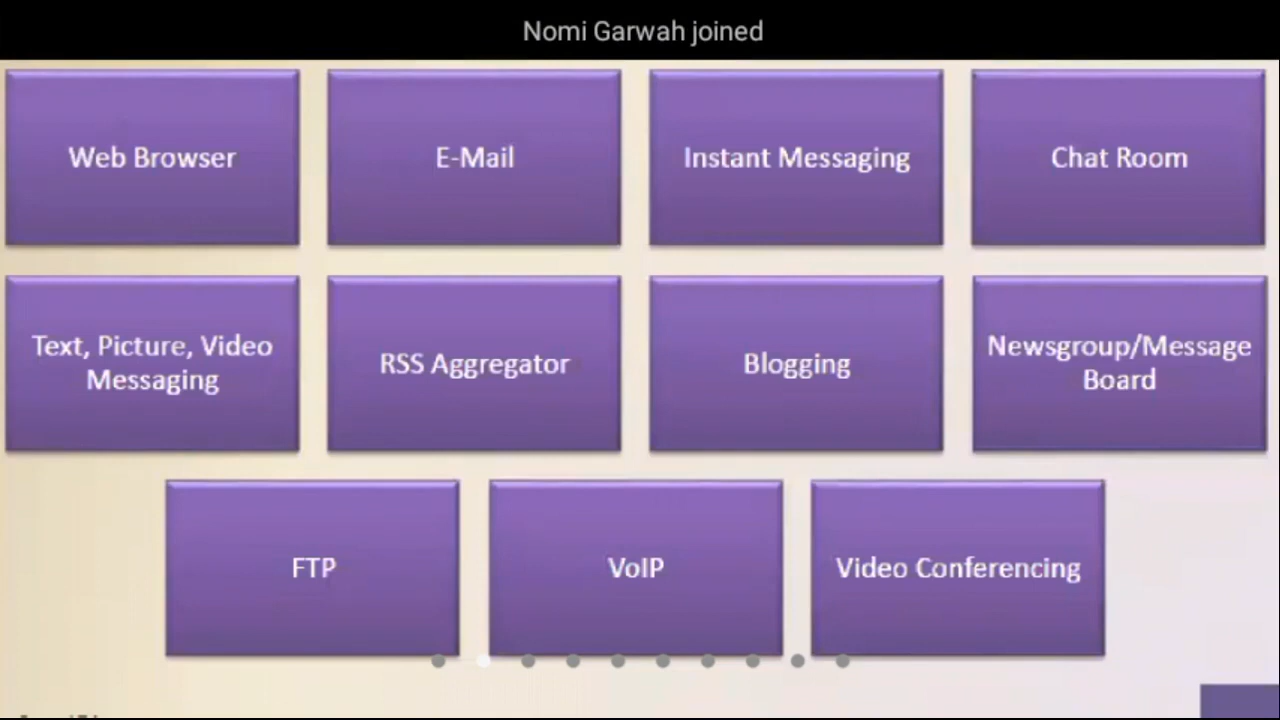 Nomi Garwah joined
Web Browser
E-Mail
Instant Messaging
Chat Room
Text, Picture, Video
Messaging
RSS Aggregator
Blogging
Newsgroup/Message
Board
FTP
VoIP
Video Conferencing